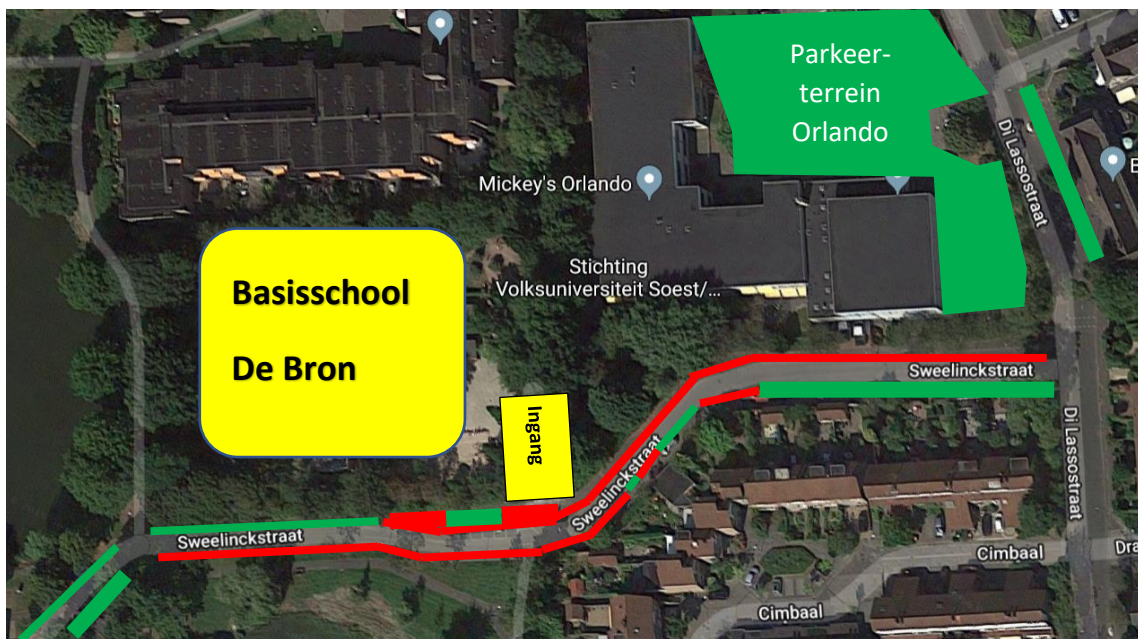 Parkeer-
terrein
Orlando
Di Lassostraat
E
Mickey's Orlando
Stichting
Volksuniversiteit Soest/...
Basisschool
De Bron
Ingang
Sweelinckstraat
Sweelinckstraat
Sweelinckstraat
Di Lassostraat
Cimbaal
Dra
Cimbaal